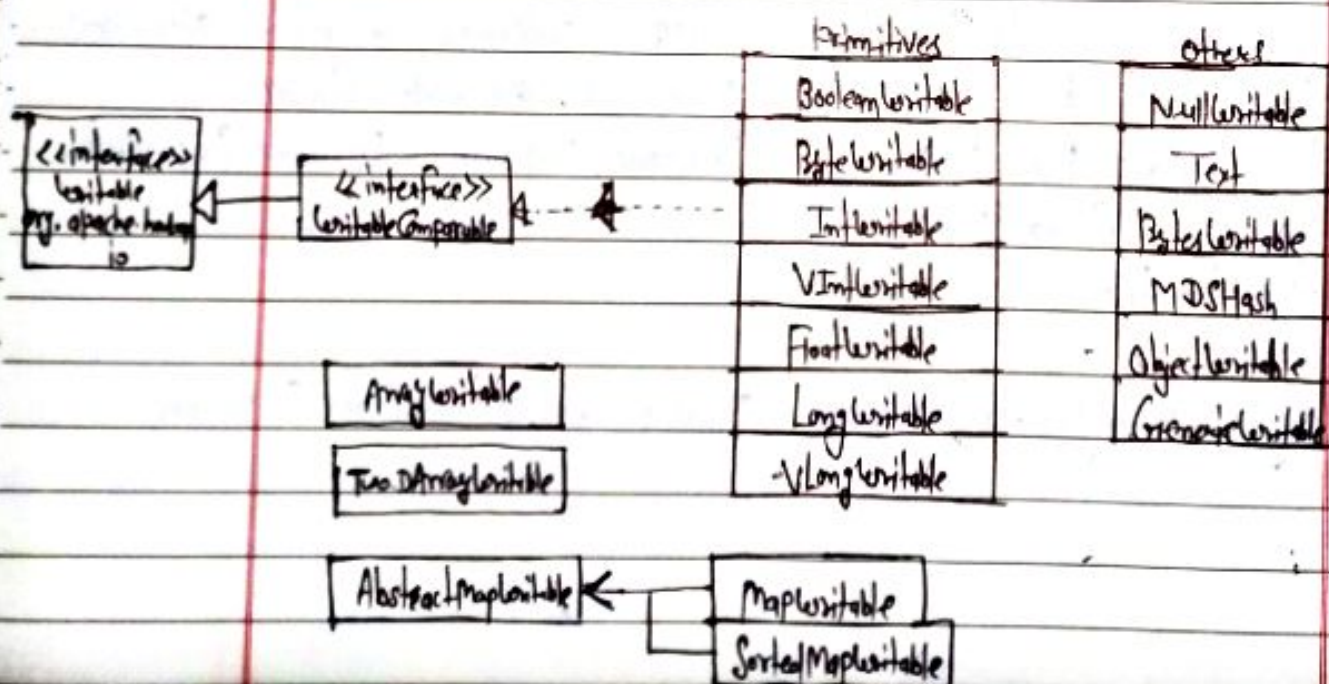 Primitives
BooleanWritable
ByteWritable
IntWritable
VIntWritable
FloatWritable
LongWritable
VLongWritable
Others
NullWritable
Text
BytesWritable
MD5Hash
ObjectWritable
GenericWritable
<<interface>>
Writable
org.apache.hadoop
io
<<interface>>
WritableComparable
ArrayWritable
TwoDArrayWritable
AbstractMapWritable
MapWritable
SortedMapWritable